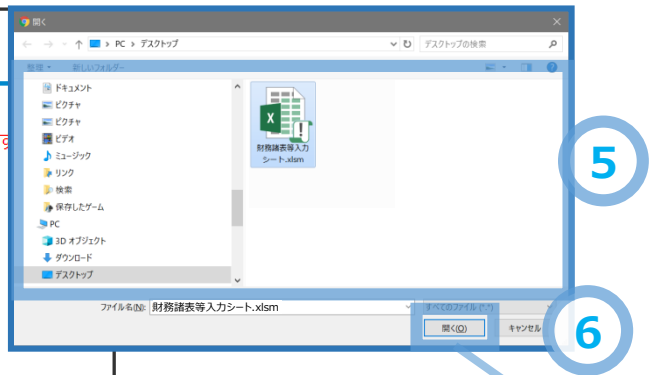 開く
PC > デスクトップ
デスクトップの検索
整理 新しいフォルダー
ドキュメント
ピクチャ
ピクチャ
ビデオ
ミュージック
リンク
検索
保存したゲーム
PC
3D オブジェクト
ダウンロード
デスクトップ
財務諸表等入力
シート.xlsm
5
す
ファイル名(N): 財務諸表等入力シート.xlsm
すべてのファイル (*.*)
開く(O) キャンセル
6